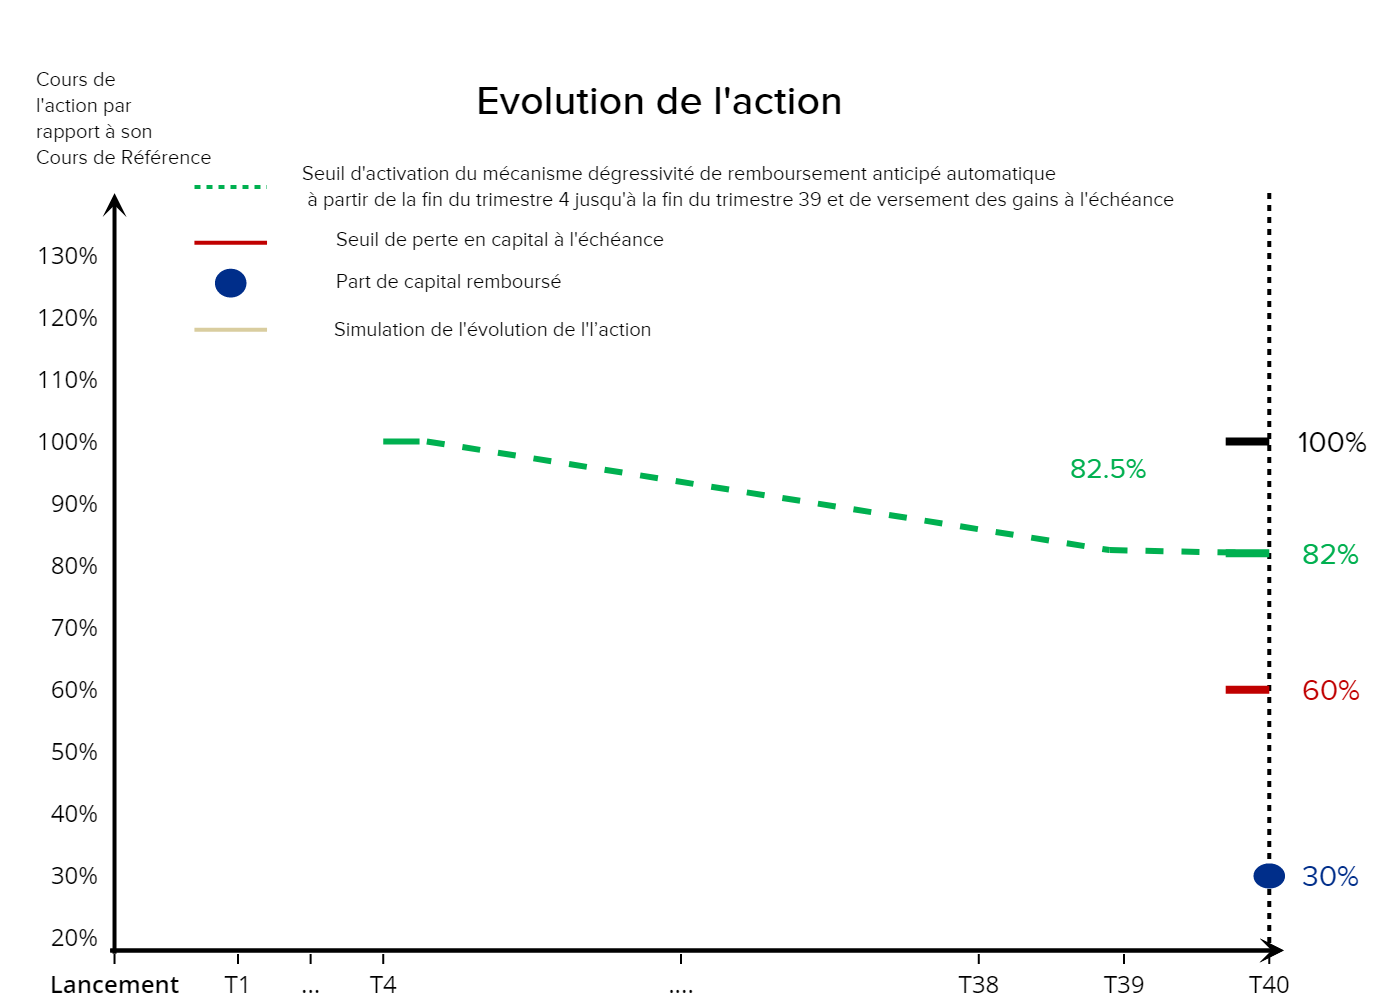 Cours de
l'action par
rapport à son
Cours de Référence
Evolution de l'action
Seuil d'activation du mécanisme dégressivité de remboursement anticipé automatique
à partir de la fin du trimestre 4 jusqu'à la fin du trimestre 39 et de versement des gains à l'échéance
Seuil de perte en capital à l'échéance
Part de capital remboursé
Simulation de l'évolution de l'l’action
130%
120%
110%
100%
90%
80%
70%
60%
50%
40%
30%
20%
82.5%
100%
82%
60%
30%
Lancement T1 ... T4 .... T38 T39 T40